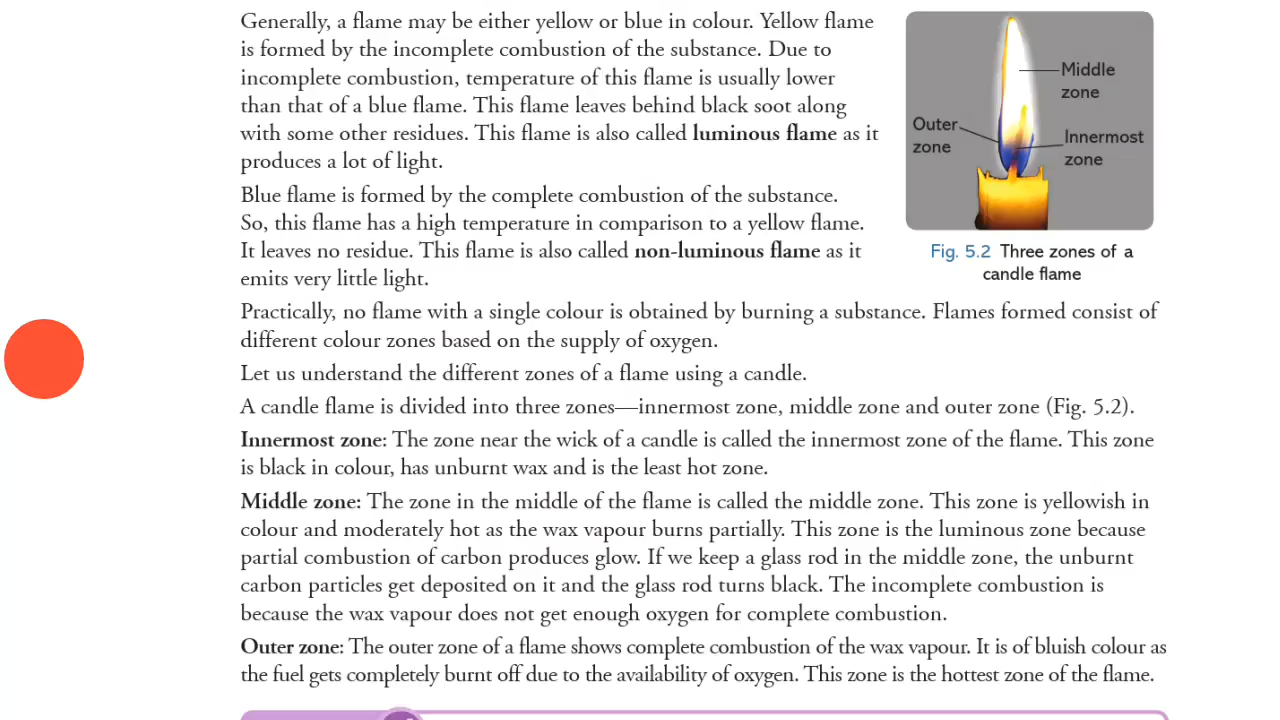 Generally, a flame may be either yellow or blue in colour. Yellow flame
is formed by the incomplete combustion of the substance. Due to
incomplete combustion, temperature of this flame is usually lower
than that of a blue flame. This flame leaves behind black soot along
with some other residues. This flame is also called luminous flame as it
produces a lot of light.
Blue flame is formed by the complete combustion of the substance.
So, this flame has a high temperature in comparison to a yellow flame.
It leaves no residue. This flame is also called non-luminous flame as it
emits very little light.
Middle
zone
Outer
zone
Innermost
zone
Fig. 5.2 Three zones of a
candle flame
Practically, no flame with a single colour is obtained by burning a substance. Flames formed consist of
different colour zones based on the supply of oxygen.
Let us understand the different zones of a flame using a candle.
A candle flame is divided into three zones—innermost zone, middle zone and outer zone (Fig. 5.2).
Innermost zone: The zone near the wick of a candle is called the innermost zone of the flame. This zone
is black in colour, has unburnt wax and is the least hot zone.
Middle zone: The zone in the middle of the flame is called the middle zone. This zone is yellowish in
colour and moderately hot as the wax vapour burns partially. This zone is the luminous zone because
partial combustion of carbon produces glow. If we keep a glass rod in the middle zone, the unburnt
carbon particles get deposited on it and the glass rod turns black. The incomplete combustion is
because the wax vapour does not get enough oxygen for complete combustion.
Outer zone: The outer zone of a flame shows complete combustion of the wax vapour. It is of bluish colour as
the fuel gets completely burnt off due to the availability of oxygen. This zone is the hottest zone of the flame.